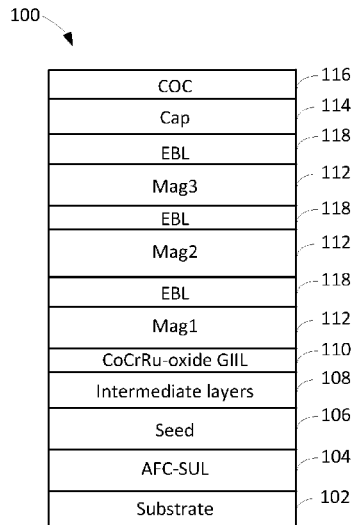 100
COC 116
Cap 114
EBL 118
Mag3 112
EBL 118
Mag2 112
EBL 118
Mag1 112
CoCrRu-oxide GIIL 110
Intermediate layers 108
Seed 106
AFC-SUL 104
Substrate 102